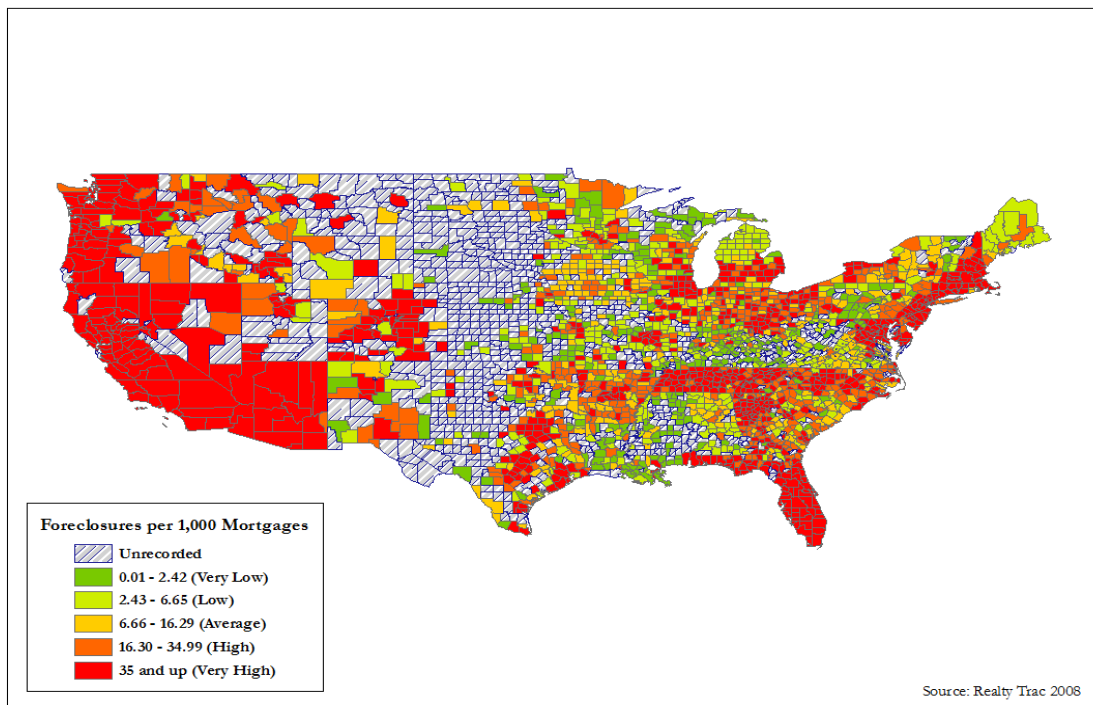 Foreclosures per 1,000 Mortgages
Unrecorded
0.01 - 2.42 (Very Low)
2.43 - 6.65 (Low)
6.66 - 16.29 (Average)
16.30 - 34.99 (High)
35 and up (Very High)
Source: Realty Trac 2008